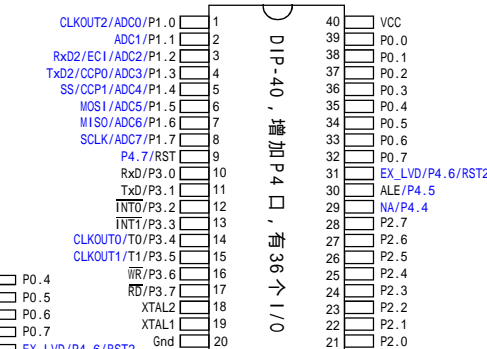 CLKOUT2/ADC0/P1.0 1 40 VCC
ADC1/P1.1 2 39 P0.0
RxD2/ECI/ADC2/P1.2 3 38 P0.1
TxD2/CCP0/ADC3/P1.3 4 37 P0.2
SS/CCP1/ADC4/P1.4 5 36 P0.3
MOSI/ADC5/P1.5 6 35 P0.4
MISO/ADC6/P1.6 7 34 P0.5
SCLK/ADC7/P1.7 8 33 P0.6
P4.7/RST 9 32 P0.7
RxD/P3.0 10 31 EX_LVD/P4.6/RST2
TxD/P3.1 11 30 ALE/P4.5
INT0/P3.2 12 29 NA/P4.4
INT1/P3.3 13 28 P2.7
CLKOUT0/T0/P3.4 14 27 P2.6
CLKOUT1/T1/P3.5 15 26 P2.5
WR/P3.6 16 25 P2.4
RD/P3.7 17 24 P2.3
XTAL2 18 23 P2.2
XTAL1 19 22 P2.1
Gnd 20 21 P2.0
DIP-40，增加P4口，有36个I/O
P0.4
P0.5
P0.6
P0.7
EX_LVD/P4.6/RST2